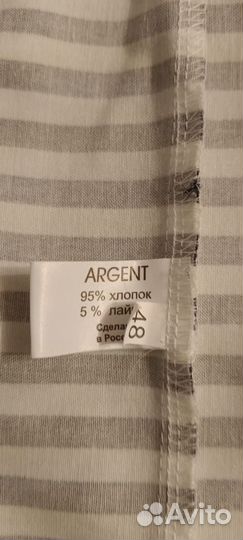 ARGENT
95% ХЛОПОК
5 % лай
48
Сдела
в Росс
Avito